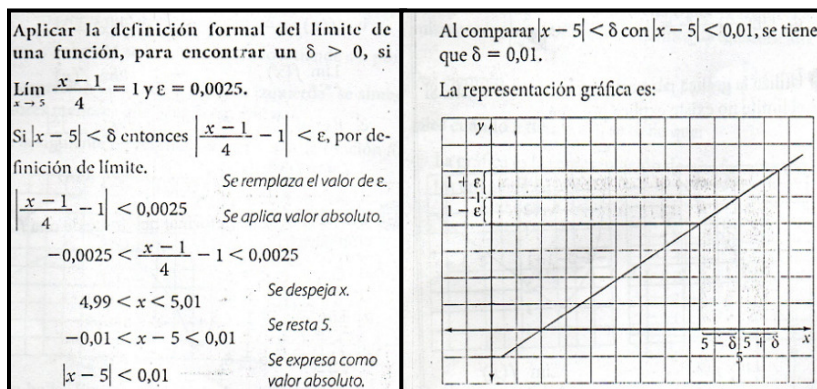 Aplicar la definición formal del límite de
una función, para encontrar un δ > 0, si
Lím x→5 (x − 1)/4 = 1 y ε = 0,0025.
Si |x − 5| < δ entonces |(x − 1)/4 − 1| < ε, por de-
finición de límite.
Se remplaza el valor de ε.
|(x − 1)/4 − 1| < 0,0025
Se aplica valor absoluto.
−0,0025 < (x − 1)/4 − 1 < 0,0025
4,99 < x < 5,01
Se despeja x.
−0,01 < x − 5 < 0,01
Se resta 5.
|x − 5| < 0,01
Se expresa como
valor absoluto.
Al comparar |x − 5| < δ con |x − 5| < 0,01, se tiene
que δ = 0,01.
La representación gráfica es:
y
1 + ε
1
1 − ε
5 − δ 5 + δ x
5